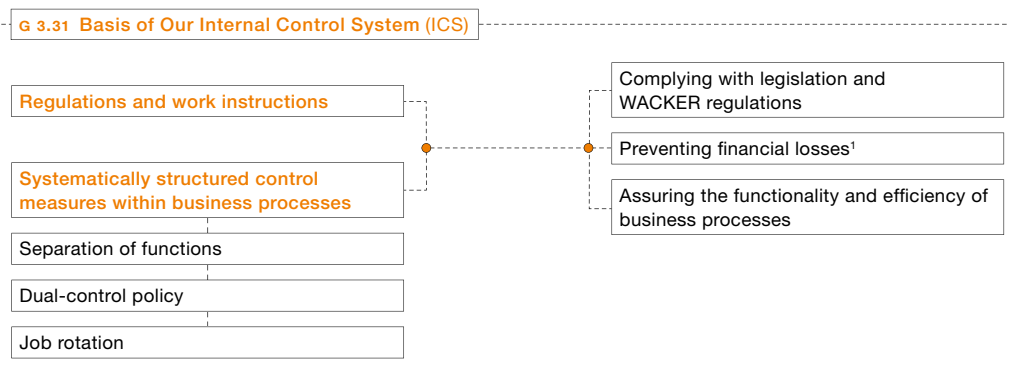 G 3.31 Basis of Our Internal Control System (ICS)
Regulations and work instructions
Systematically structured control
measures within business processes
Separation of functions
Dual-control policy
Job rotation
Complying with legislation and
WACKER regulations
Preventing financial losses¹
Assuring the functionality and efficiency of
business processes